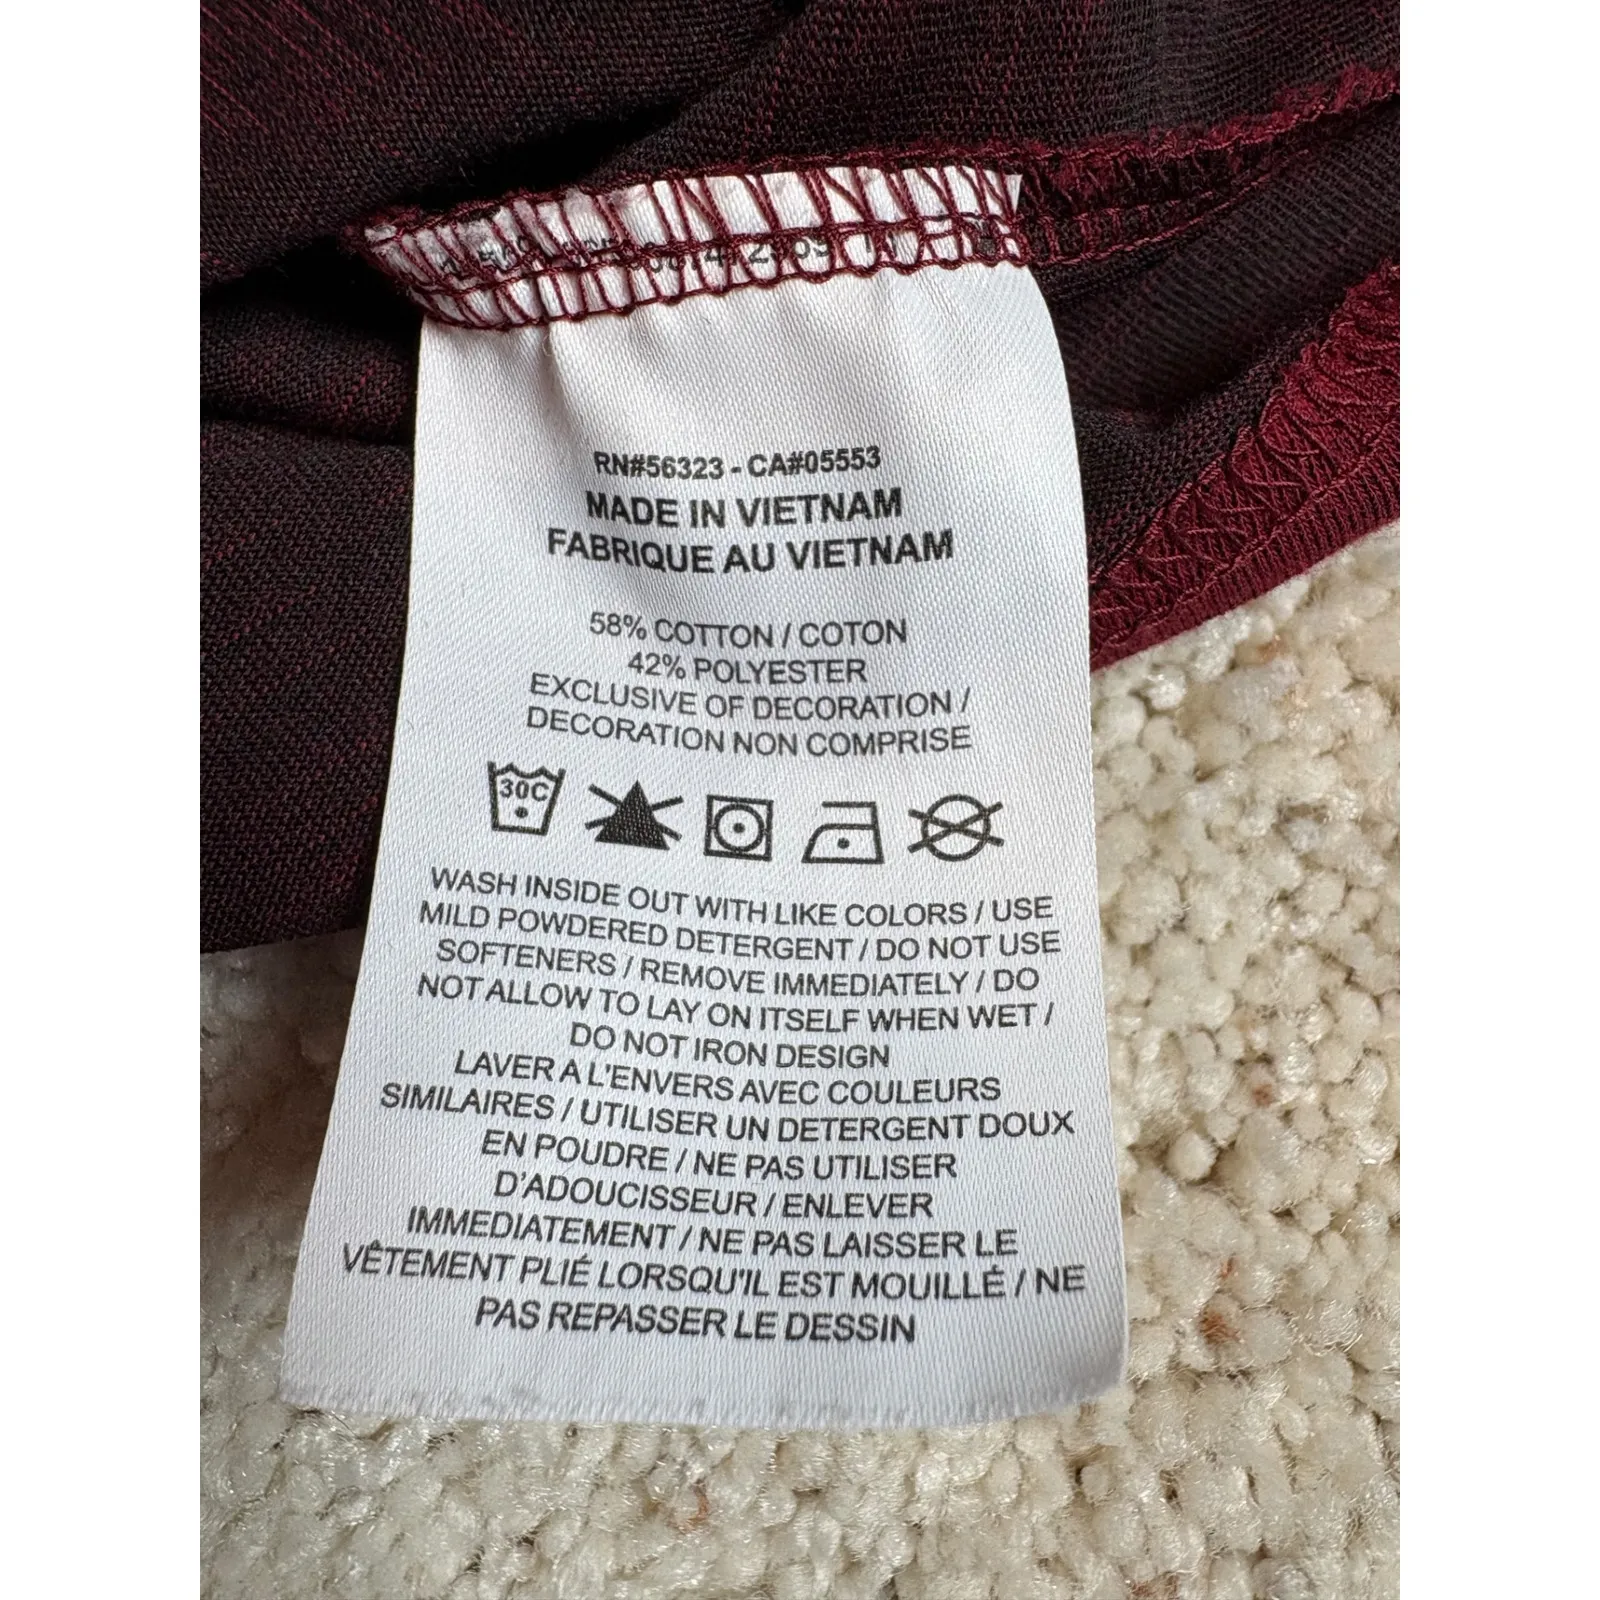 RN#56323 - CA#05553
MADE IN VIETNAM
FABRIQUE AU VIETNAM
58% COTTON / COTON
42% POLYESTER
EXCLUSIVE OF DECORATION /
DECORATION NON COMPRISE
30C
WASH INSIDE OUT WITH LIKE COLORS / USE
MILD POWDERED DETERGENT / DO NOT USE
SOFTENERS / REMOVE IMMEDIATELY / DO
NOT ALLOW TO LAY ON ITSELF WHEN WET /
DO NOT IRON DESIGN
LAVER A L'ENVERS AVEC COULEURS
SIMILAIRES / UTILISER UN DETERGENT DOUX
EN POUDRE / NE PAS UTILISER
D'ADOUCISSEUR / ENLEVER
IMMEDIATEMENT / NE PAS LAISSER LE
VÊTEMENT PLIÉ LORSQU'IL EST MOUILLÉ / NE
PAS REPASSER LE DESSIN